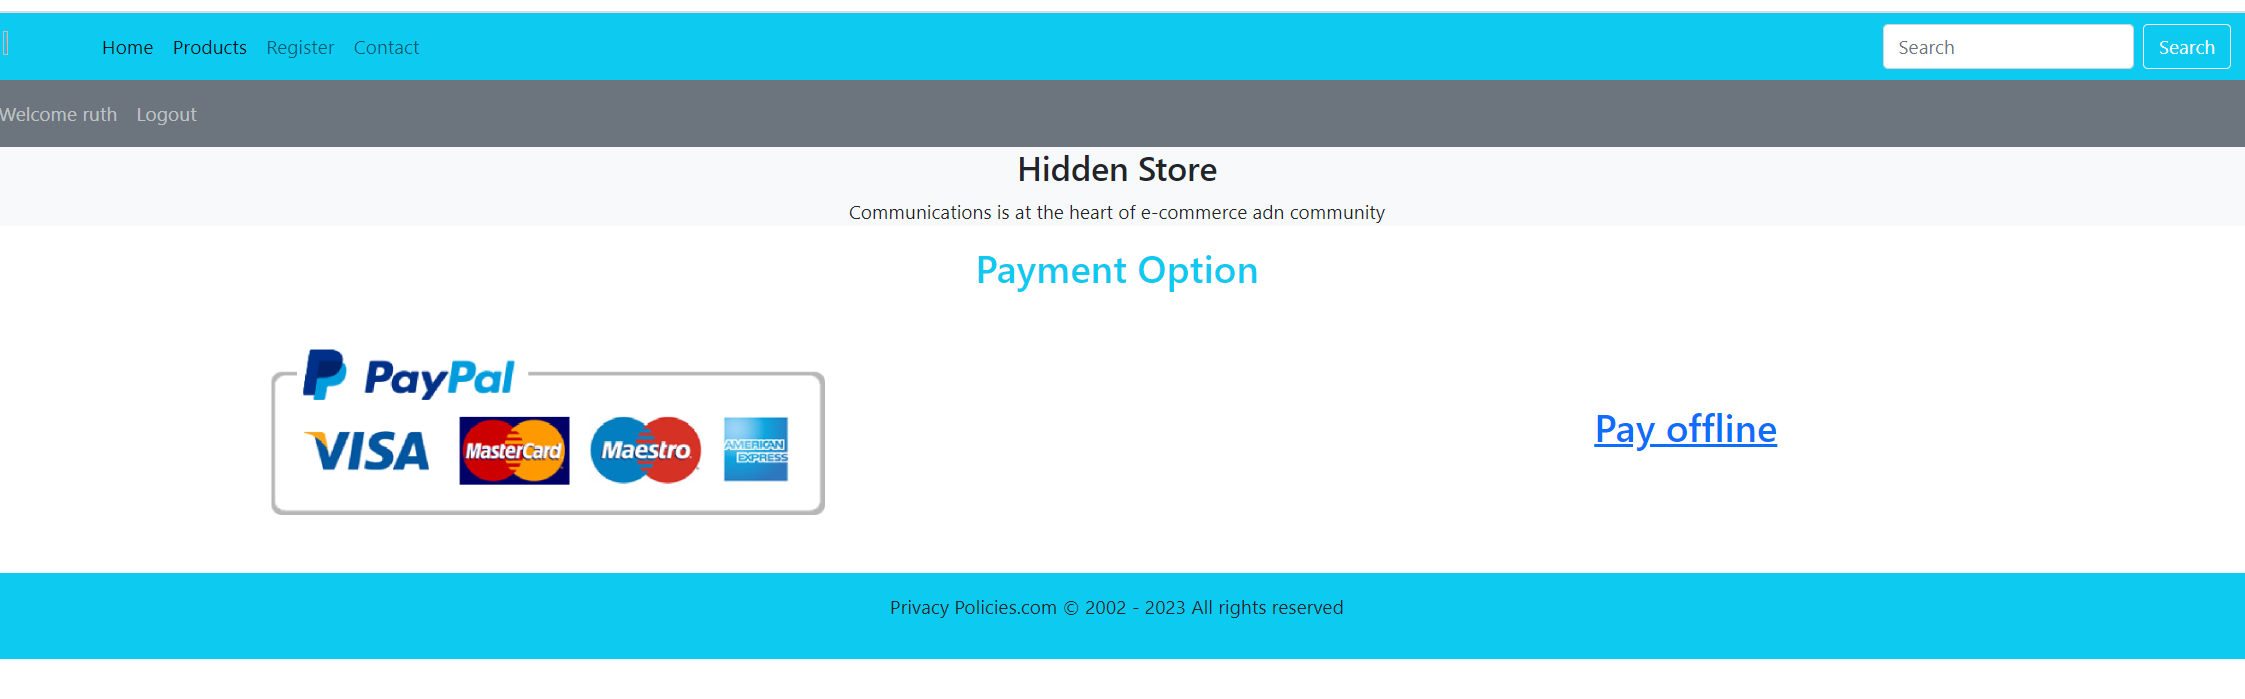 Home Products Register Contact Search Search
Welcome ruth Logout
Hidden Store
Communications is at the heart of e-commerce adn community
Payment Option
PayPal
VISA MasterCard Maestro AMERICAN EXPRESS
Pay offline
Privacy Policies.com © 2002 - 2023 All rights reserved